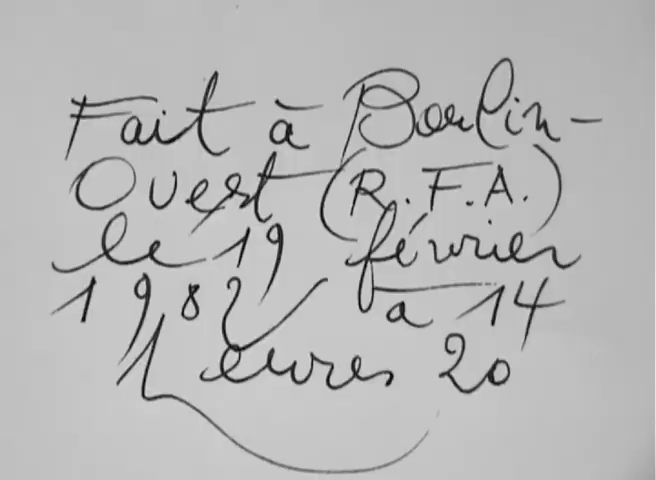 Fait à Berlin-
Ouest (R.F.A.)
le 19 février
1982 à 14
heures 20